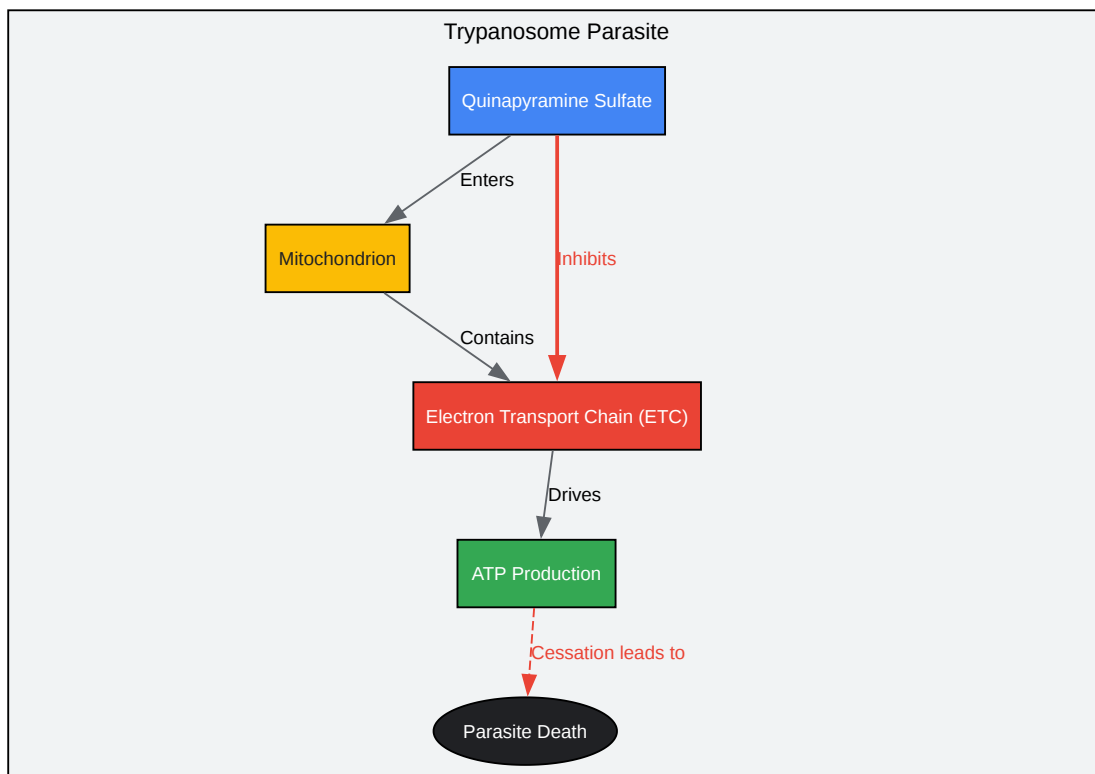 Trypanosome Parasite
Quinapyramine Sulfate
Enters
Mitochondrion
Inhibits
Contains
Electron Transport Chain (ETC)
Drives
ATP Production
Cessation leads to
Parasite Death